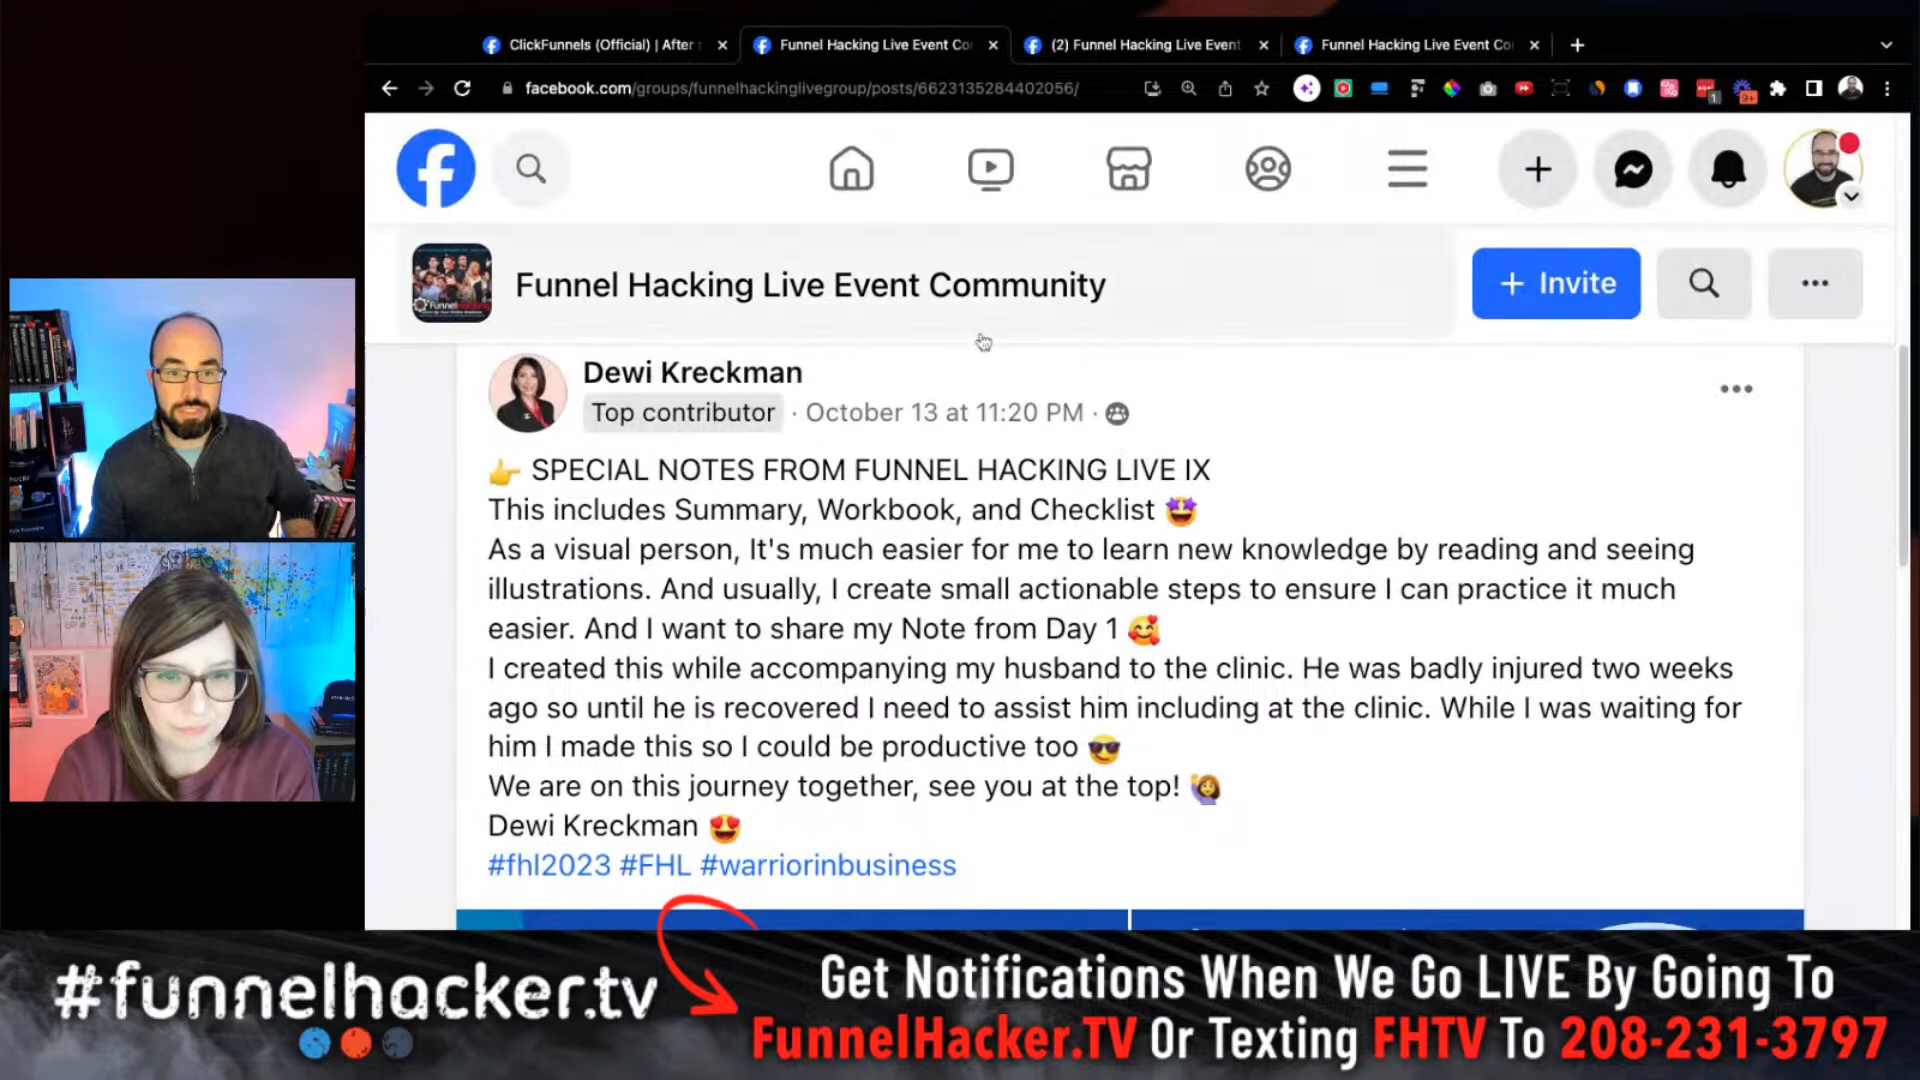 ClickFunnels (Official) | After
Funnel Hacking Live Event Co
(2) Funnel Hacking Live Event
Funnel Hacking Live Event Co
facebook.com/groups/funnelhackinglivegroup/posts/6623135284402056/
1
9+
Funnel Hacking Live Event Community
+ Invite
Dewi Kreckman
Top contributor · October 13 at 11:20 PM ·
👉 SPECIAL NOTES FROM FUNNEL HACKING LIVE IX
This includes Summary, Workbook, and Checklist 🤩
As a visual person, It's much easier for me to learn new knowledge by reading and seeing
illustrations. And usually, I create small actionable steps to ensure I can practice it much
easier. And I want to share my Note from Day 1 🥰
I created this while accompanying my husband to the clinic. He was badly injured two weeks
ago so until he is recovered I need to assist him including at the clinic. While I was waiting for
him I made this so I could be productive too 😎
We are on this journey together, see you at the top! 🙋‍♀️
Dewi Kreckman 😍
#fhl2023 #FHL #warriorinbusiness
#funnelhacker.tv
Get Notifications When We Go LIVE By Going To
FunnelHacker.TV Or Texting FHTV To 208-231-3797